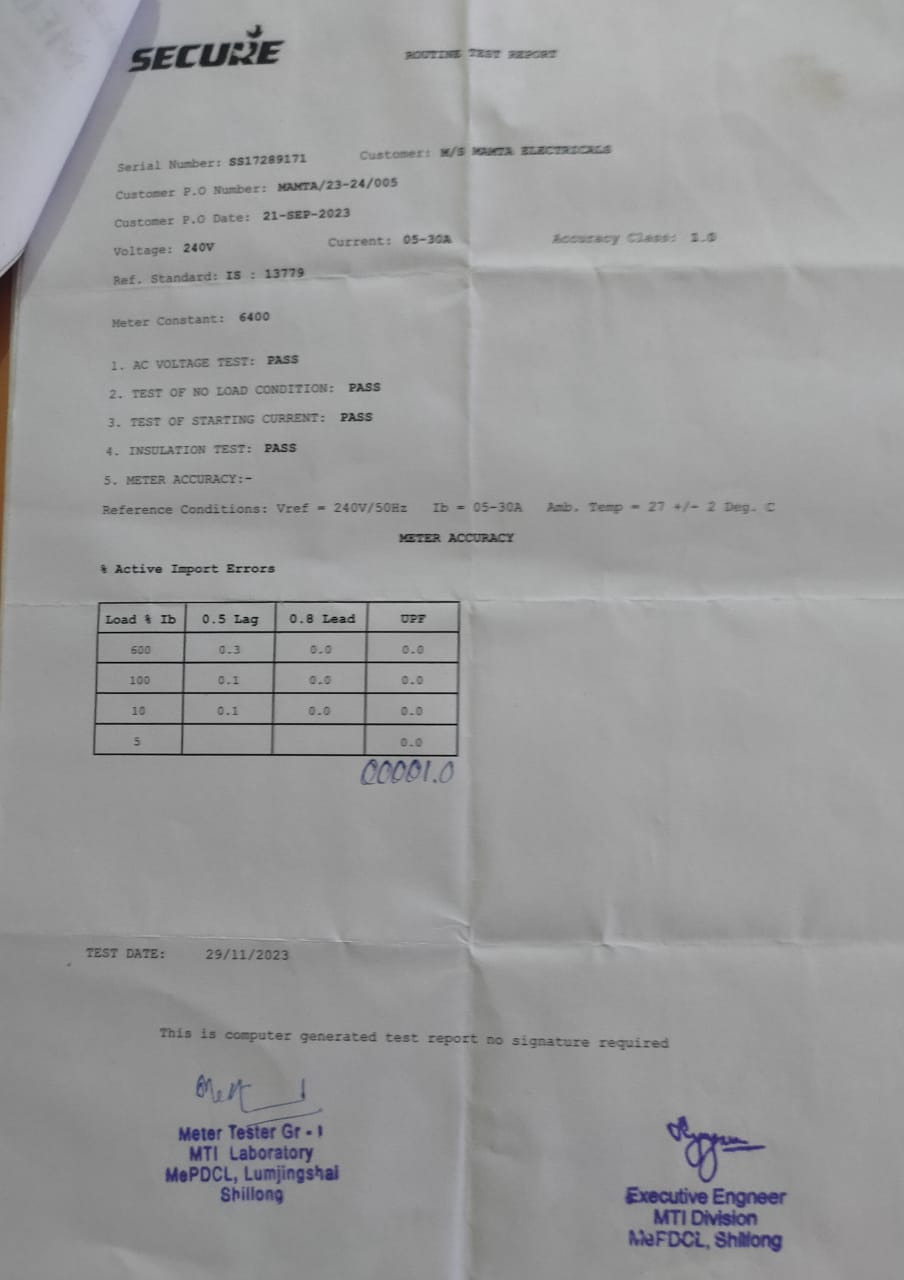 SECURE
ROUTINE TEST REPORT
Serial Number: SS17289171 Customer: M/S MAMTA ELECTRICALS
Customer P.O Number: MAMTA/23-24/005
Customer P.O Date: 21-SEP-2023
Voltage: 240V Current: 05-30A Accuracy Class: 1.0
Ref. Standard: IS : 13779
Meter Constant: 6400
1. AC VOLTAGE TEST: PASS
2. TEST OF NO LOAD CONDITION: PASS
3. TEST OF STARTING CURRENT: PASS
4. INSULATION TEST: PASS
5. METER ACCURACY:-
Reference Conditions: Vref = 240V/50Hz Ib = 05-30A Amb. Temp = 27 +/- 2 Deg. C
METER ACCURACY
% Active Import Errors
Load % Ib 0.5 Lag 0.8 Lead UPF
600 0.3 0.0 0.0
100 0.1 0.0 0.0
10 0.1 0.0 0.0
5 0.0
00001.0
TEST DATE: 29/11/2023
This is computer generated test report no signature required
Meter Tester Gr - I
MTI Laboratory
MePDCL, Lumjingshai
Shillong
Executive Engneer
MTI Division
MePDCL, Shillong